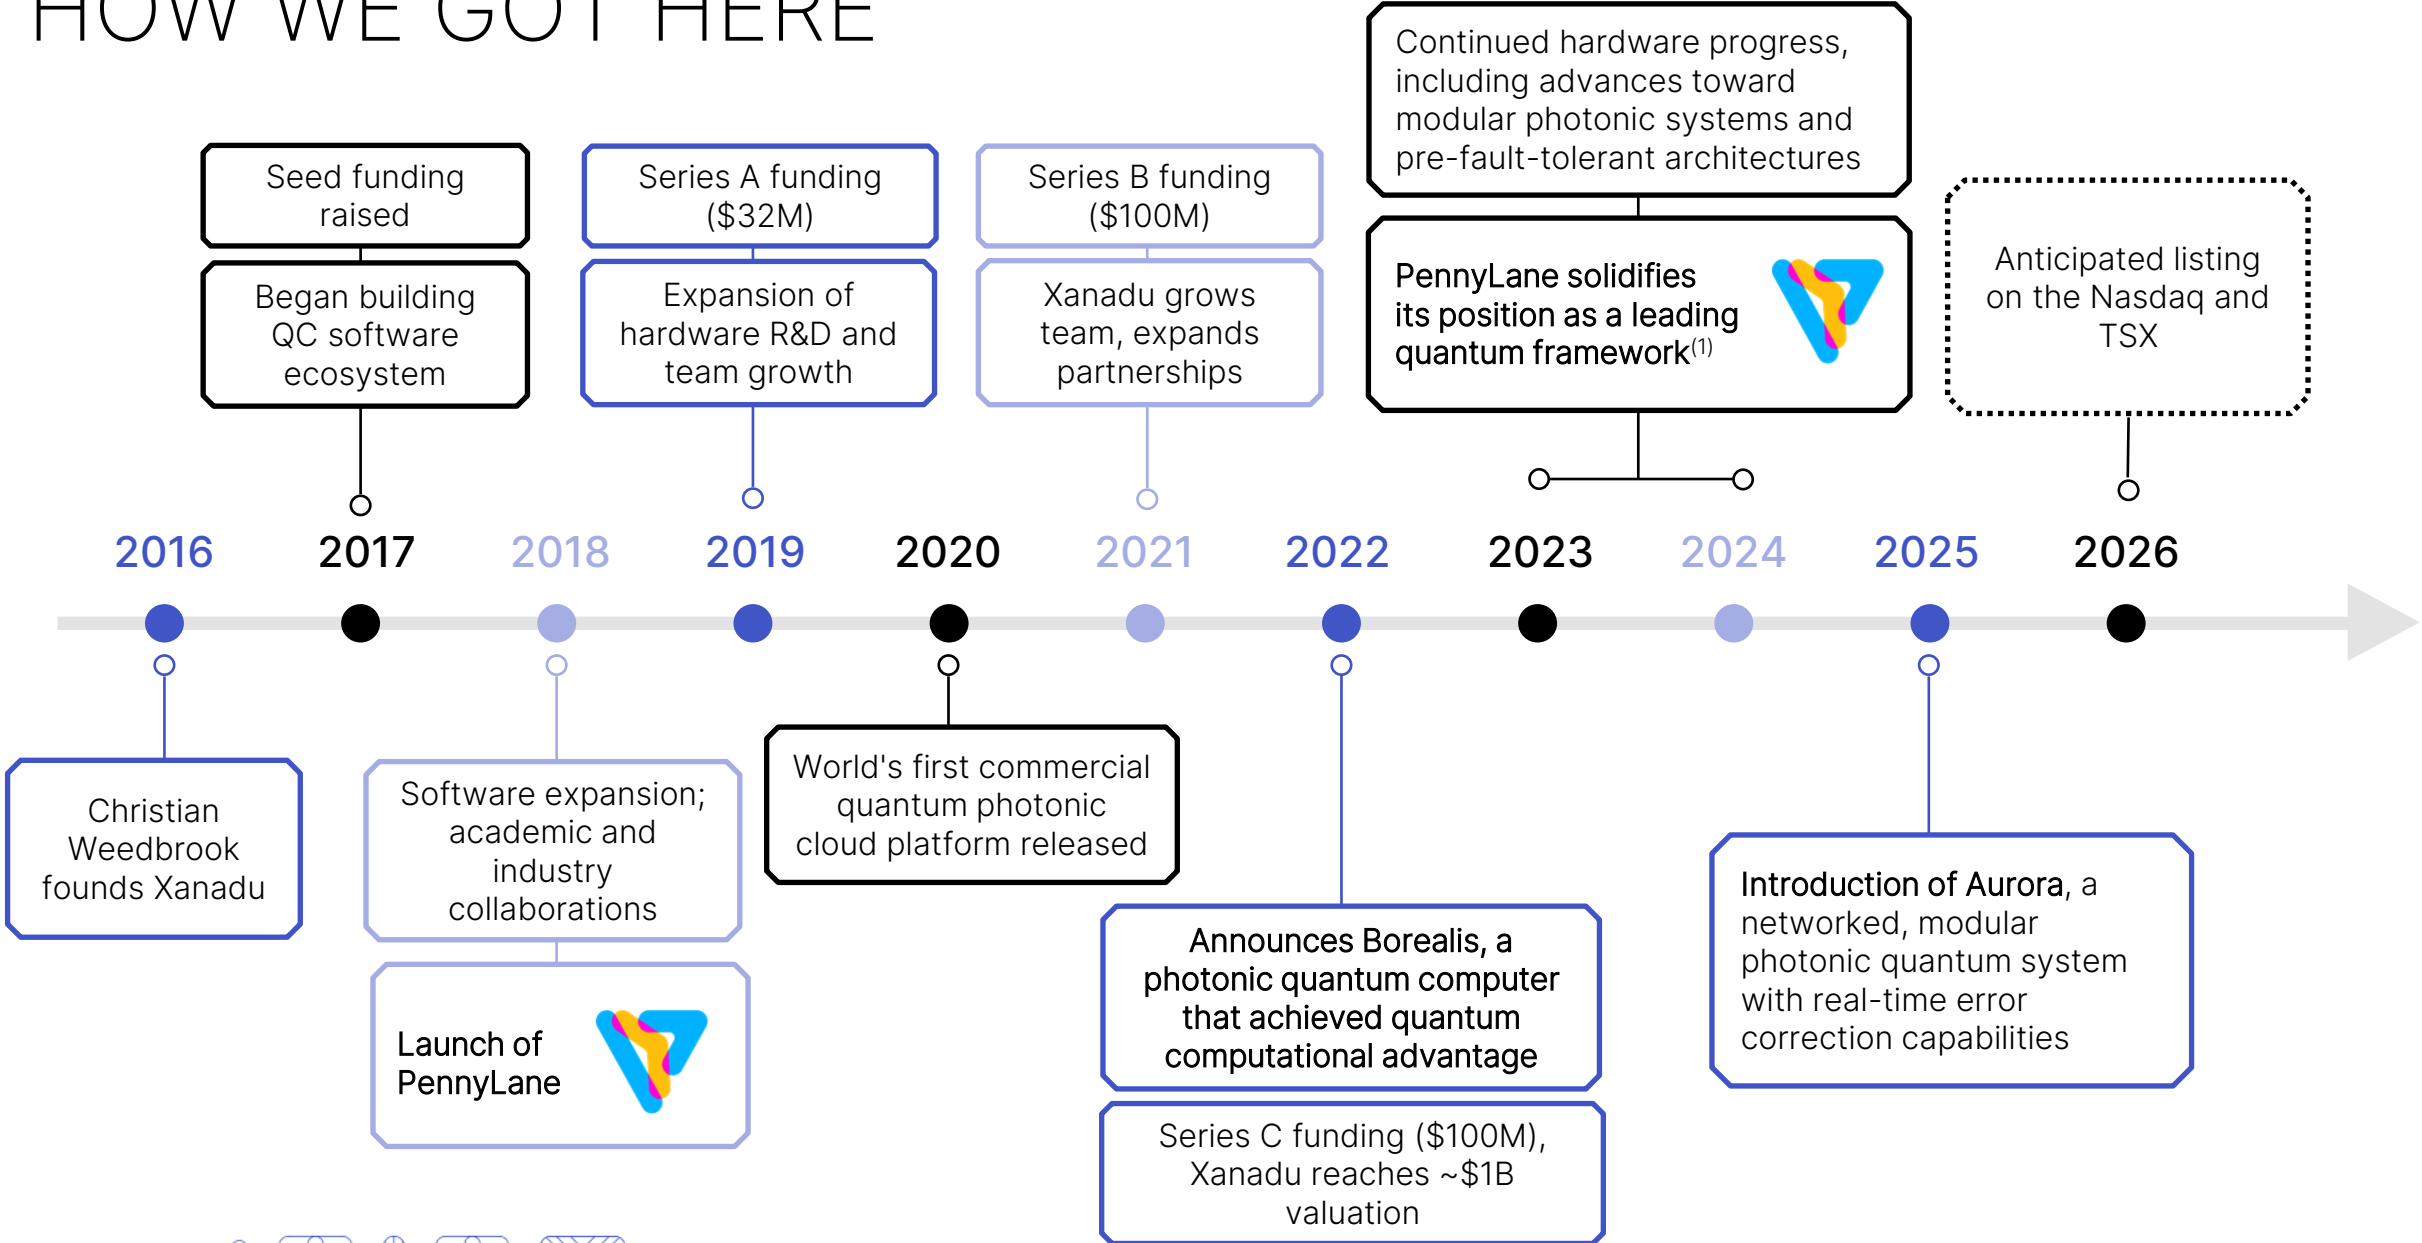 HOW WE GOT HERE
Continued hardware progress,
including advances toward
modular photonic systems and
pre-fault-tolerant architectures
Seed funding
raised
Series A funding
($32M)
Series B funding
($100M)
Began building
QC software
ecosystem
Expansion of
hardware R&D and
team growth
Xanadu grows
team, expands
partnerships
PennyLane solidifies
its position as a leading
quantum framework(1)
Anticipated listing
on the Nasdaq and
TSX
2016 2017 2018 2019 2020 2021 2022 2023 2024 2025 2026
Christian
Weedbrook
founds Xanadu
Software expansion;
academic and
industry
collaborations
Launch of
PennyLane
World's first commercial
quantum photonic
cloud platform released
Announces Borealis, a
photonic quantum computer
that achieved quantum
computational advantage
Series C funding ($100M),
Xanadu reaches ~$1B
valuation
Introduction of Aurora, a
networked, modular
photonic quantum system
with real-time error
correction capabilities